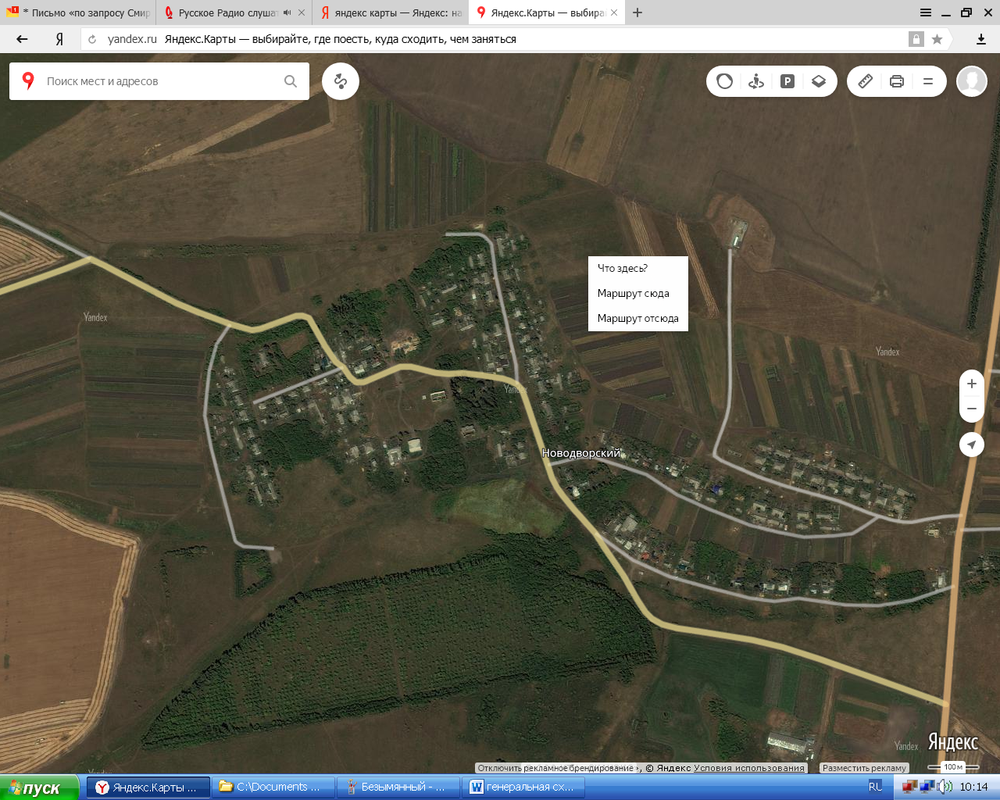 * Письмо «по запросу Смир
Русское Радио слушат
яндекс карты — Яндекс: на
Яндекс.Карты — выбирай
yandex.ru Яндекс.Карты — выбирайте, где поесть, куда сходить, чем заняться
Поиск мест и адресов
Что здесь?
Маршрут сюда
Маршрут отсюда
Yandex
Yandex
Yandex
Новодворский
Yandex
Яндекс
Yandex
Отключить рекламное брендирование
, © Яндекс Условия использования
Разместить рекламу
100 м
пуск
Яндекс.Карты ...
C:\Documents ...
Безымянный - ...
генеральная сх...
RU
10:14